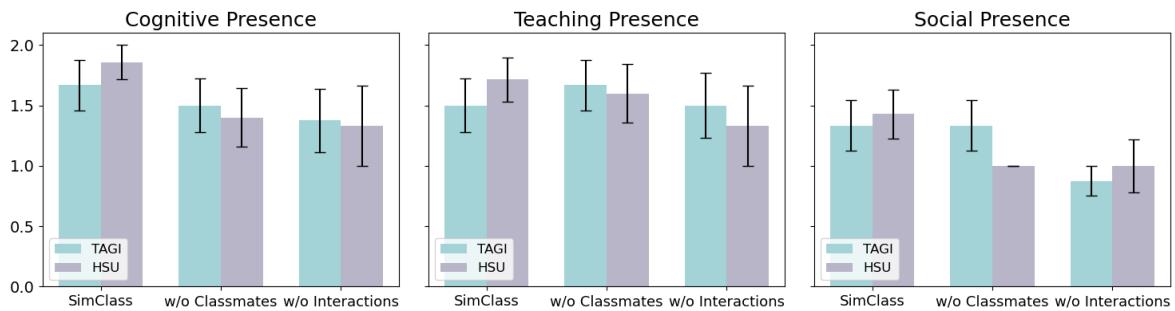 Cognitive Presence
2.0
1.5
1.0
0.5
0.0
TAGI
HSU
SimClass
w/o Classmates
w/o Interactions
Teaching Presence
TAGI
HSU
SimClass
w/o Classmates
w/o Interactions
Social Presence
TAGI
HSU
SimClass
w/o Classmates
w/o Interactions